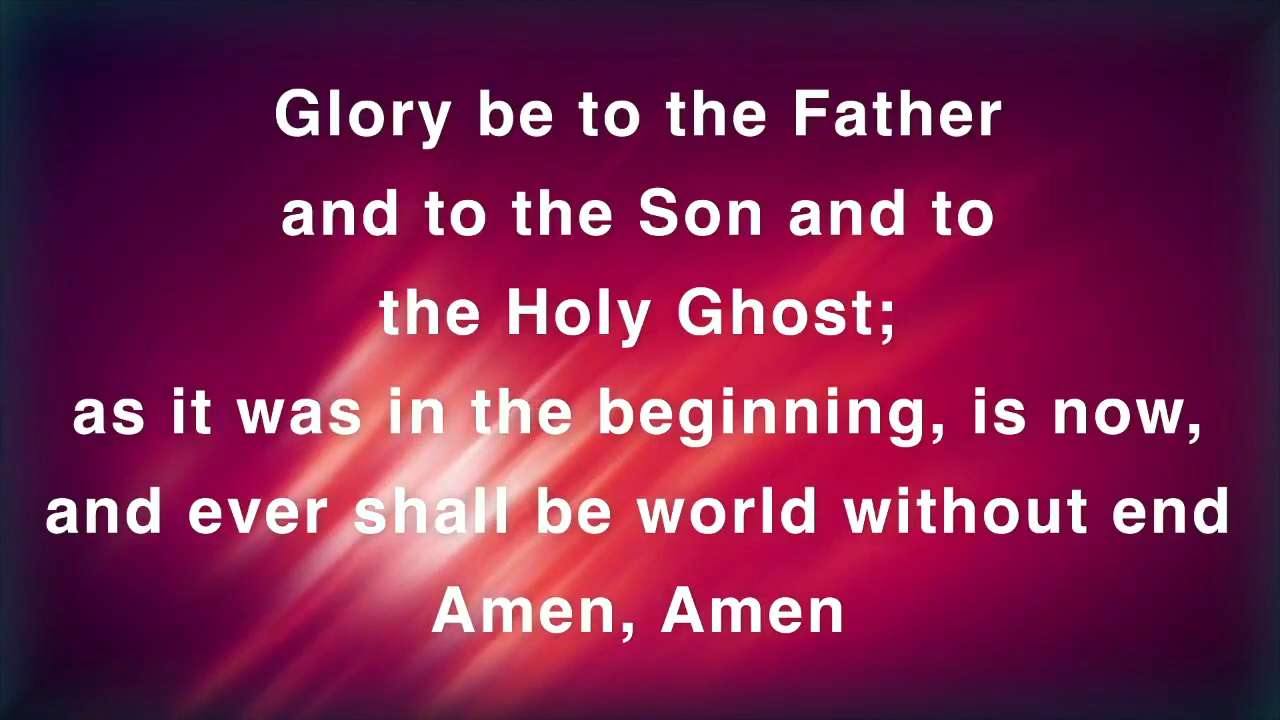 Glory be to the Father
and to the Son and to
the Holy Ghost;
as it was in the beginning, is now,
and ever shall be world without end
Amen, Amen